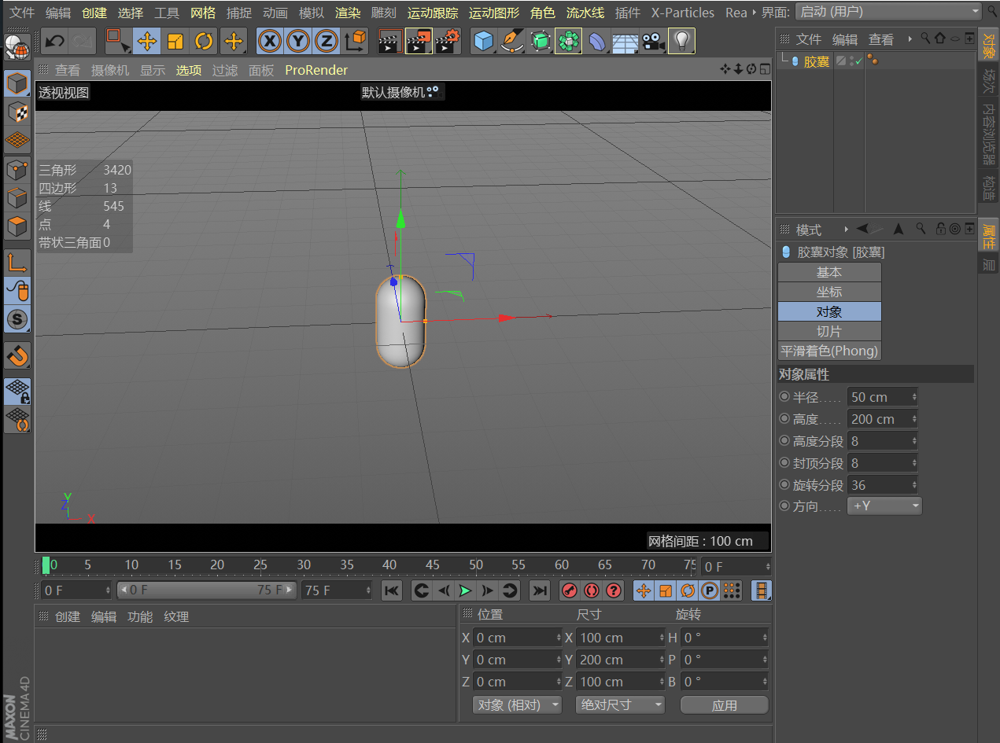 文件 编辑 创建 选择 工具 网格 捕捉 动画 模拟 渲染 雕刻 运动跟踪 运动图形 角色 流水线 插件 X-Particles Rea 界面: 启动 (用户)
X Y Z
文件 编辑 查看
胶囊
对象
场次
内容浏览器
构造
查看 摄像机 显示 选项 过滤 面板 ProRender
透视视图
默认摄像机
三角形 3420
四边形 13
线 545
点 4
带状三角面 0
Y
Z
X
网格间距 : 100 cm
模式
属性
层
胶囊对象 [胶囊]
基本
坐标
对象
切片
平滑着色(Phong)
对象属性
半径..... 50 cm
高度..... 200 cm
高度分段 8
封顶分段 8
旋转分段 36
方向..... +Y
S
0 5 10 15 20 25 30 35 40 45 50 55 60 65 70 75 0 F
0 F 0 F 75 F 75 F ? P
创建 编辑 功能 纹理
位置 尺寸 旋转
X 0 cm X 100 cm H 0 °
Y 0 cm Y 200 cm P 0 °
Z 0 cm Z 100 cm B 0 °
对象 (相对) 绝对尺寸 应用
MAXON
CINEMA 4D